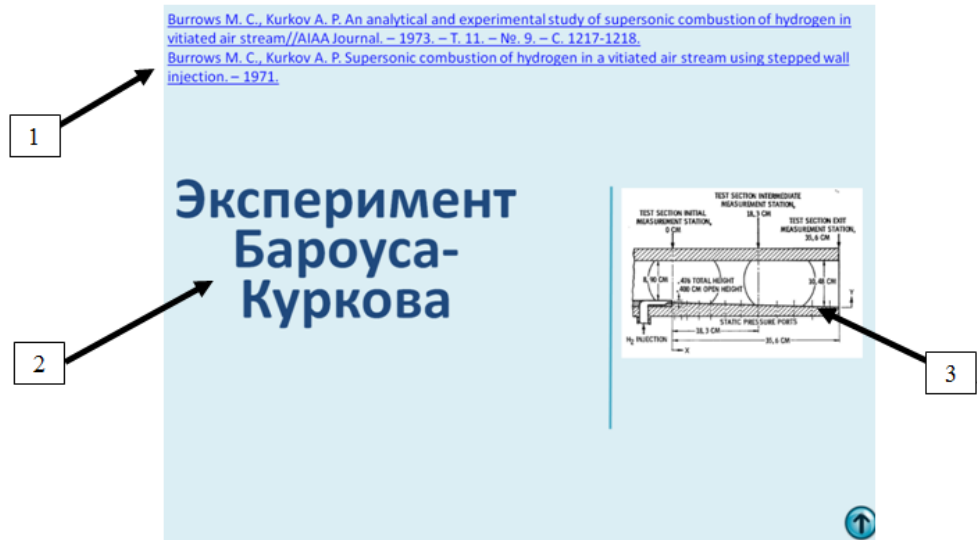 Burrows M. C., Kurkov A. P. An analytical and experimental study of supersonic combustion of hydrogen in
vitiated air stream//AIAA Journal. – 1973. – Т. 11. – №. 9. – С. 1217-1218.
Burrows M. C., Kurkov A. P. Supersonic combustion of hydrogen in a vitiated air stream using stepped wall
injection. – 1971.
1
Эксперимент
Бароуса-
Куркова
2
TEST SECTION INTERMEDIATE
MEASUREMENT STATION,
18,3 CM
TEST SECTION INITIAL
MEASUREMENT STATION,
0 CM
TEST SECTION EXIT
MEASUREMENT STATION,
35,6 CM
8,90 CM
.476 TOTAL HEIGHT
.400 CM OPEN HEIGHT
10,48 CM
Y
STATIC PRESSURE PORTS
18,3 CM
35,6 CM
H2 INJECTION
X
3